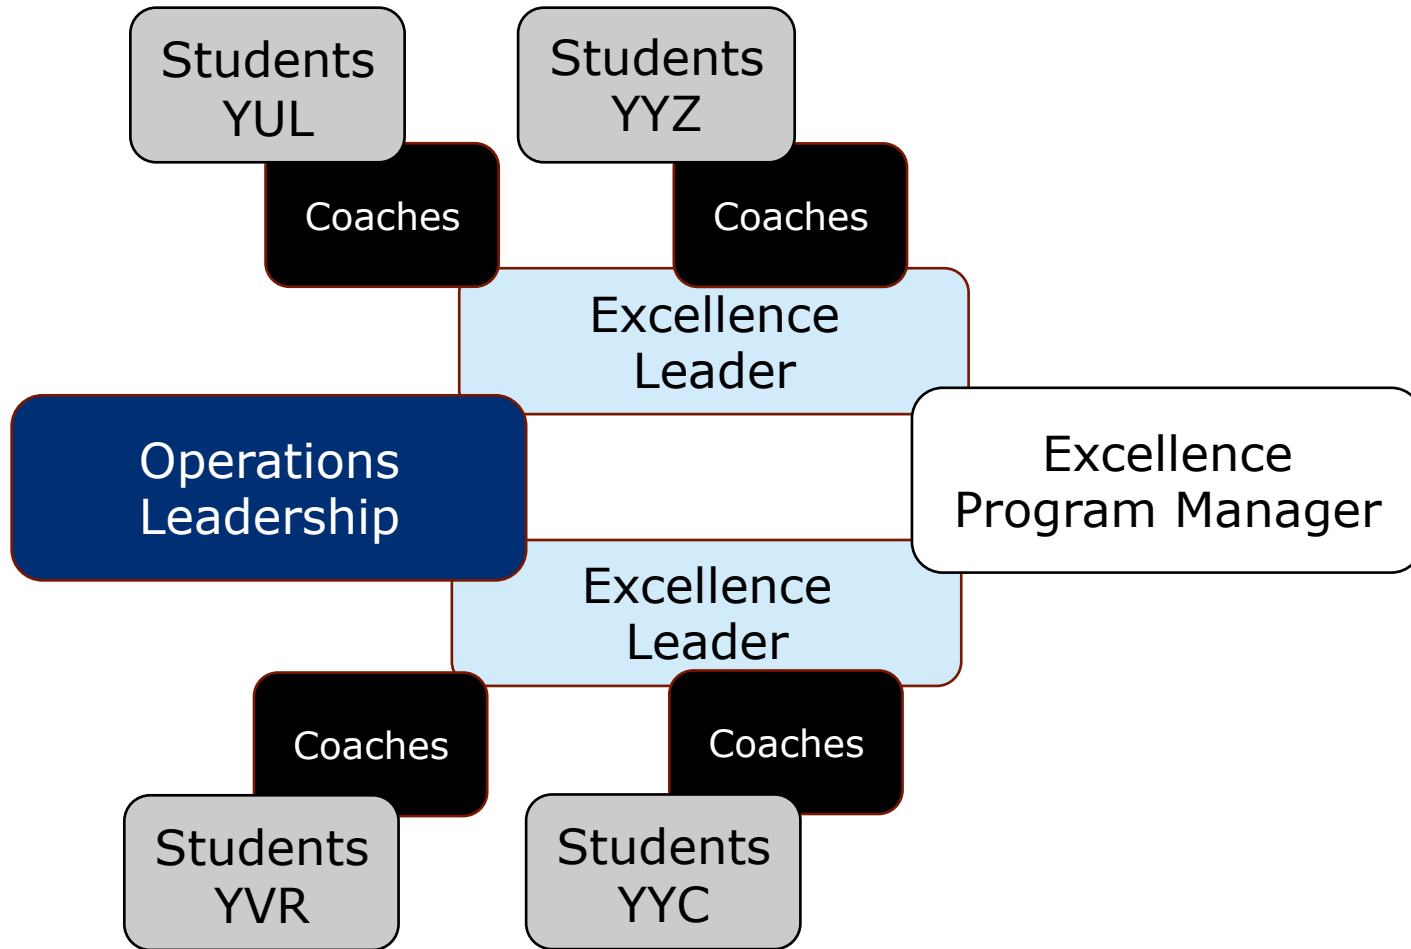 Students
YUL
Students
YYZ
Coaches
Coaches
Excellence
Leader
Operations
Leadership
Excellence
Program Manager
Excellence
Leader
Coaches
Coaches
Students
YVR
Students
YYC